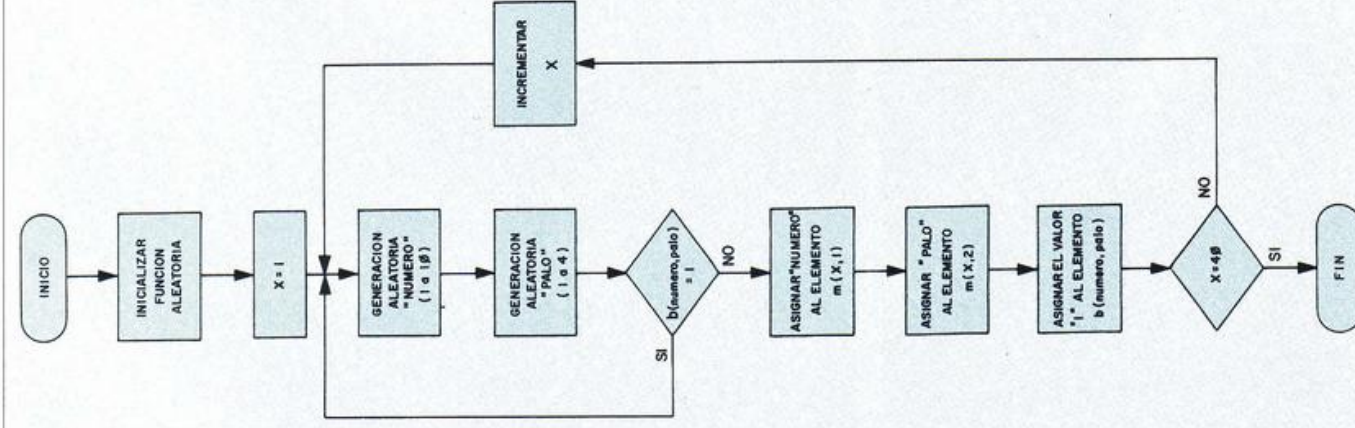 INICIO
INICIALIZAR
FUNCION
ALEATORIA
X = 1
GENERACION
ALEATORIA
"NUMERO"
(1 a 1Ø)
GENERACION
ALEATORIA
"PALO"
(1 a 4)
b(numero,palo)
= 1
SI
NO
ASIGNAR "NUMERO"
AL ELEMENTO
m(X,1)
ASIGNAR "PALO"
AL ELEMENTO
m(X,2)
ASIGNAR EL VALOR
"1" AL ELEMENTO
b(numero,palo)
X=4Ø
NO
SI
INCREMENTAR
X
FIN